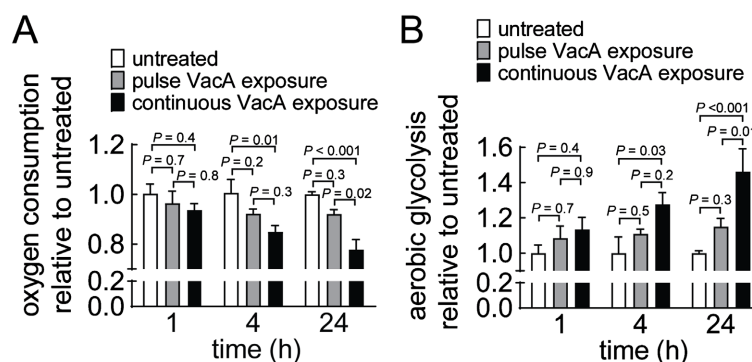 A
untreated
pulse VacA exposure
continuous VacA exposure
oxygen consumption
relative to untreated
1.2
1.0
0.8
0.2
0.0
P = 0.4
P = 0.7
P = 0.8
P = 0.01
P = 0.2
P = 0.3
P < 0.001
P = 0.3
P = 0.02
1 4 24
time (h)
B
untreated
pulse VacA exposure
continuous VacA exposure
aerobic glycolysis
relative to untreated
1.6
1.4
1.2
1.0
0.2
0.0
P = 0.4
P = 0.9
P = 0.7
P = 0.03
P = 0.2
P = 0.5
P <0.001
P = 0.01
P = 0.3
1 4 24
time (h)